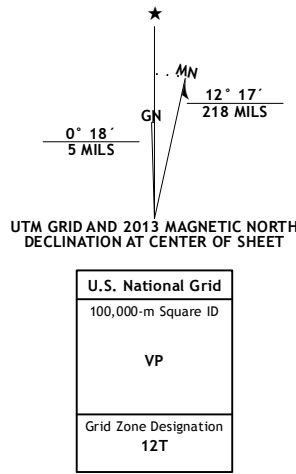 MN
GN
12° 17´
218 MILS
0° 18´
5 MILS
UTM GRID AND 2013 MAGNETIC NORTH
DECLINATION AT CENTER OF SHEET
U.S. National Grid
100,000-m Square ID
VP
Grid Zone Designation
12T